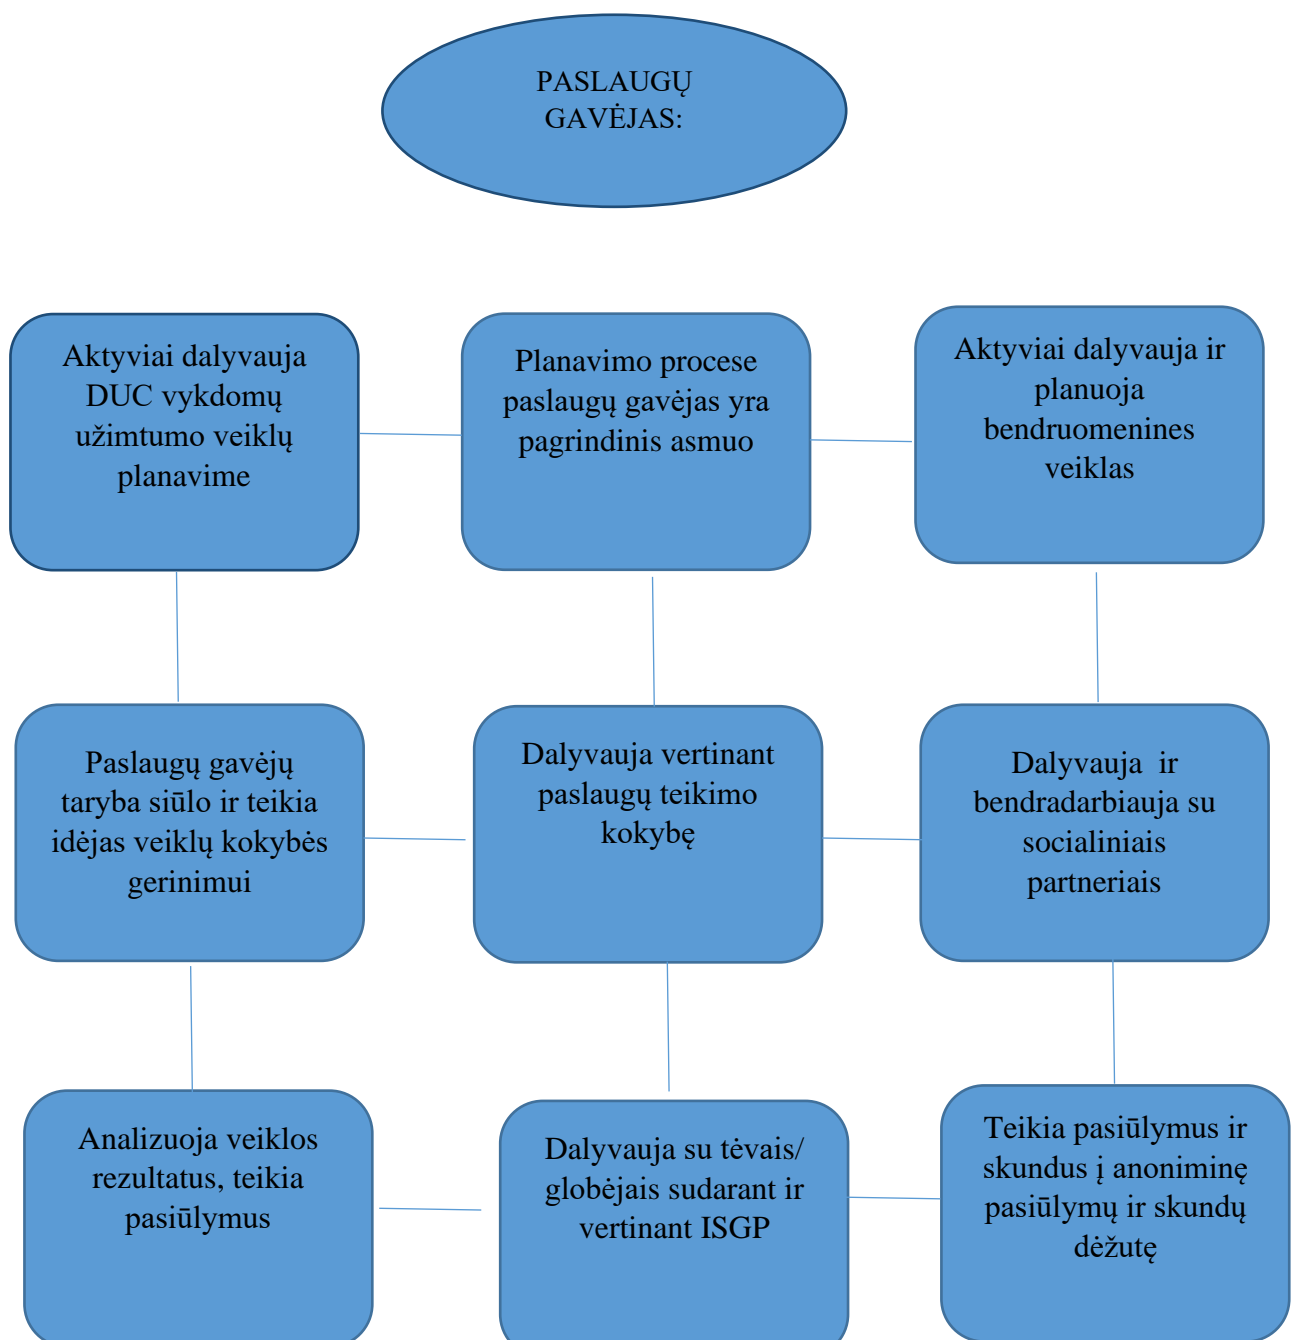 PASLAUGŲ
GAVĖJAS:
Aktyviai dalyvauja
DUC vykdomų
užimtumo veiklų
planavime
Planavimo procese
paslaugų gavėjas yra
pagrindinis asmuo
Aktyviai dalyvauja ir
planuoja
bendruomenines
veiklas
Paslaugų gavėjų
taryba siūlo ir teikia
idėjas veiklų kokybės
gerinimui
Dalyvauja vertinant
paslaugų teikimo
kokybę
Dalyvauja ir
bendradarbiauja su
socialiniais
partneriais
Analizuoja veiklos
rezultatus, teikia
pasiūlymus
Dalyvauja su tėvais/
globėjais sudarant ir
vertinant ISGP
Teikia pasiūlymus ir
skundus į anoniminę
pasiūlymų ir skundų
dėžutę